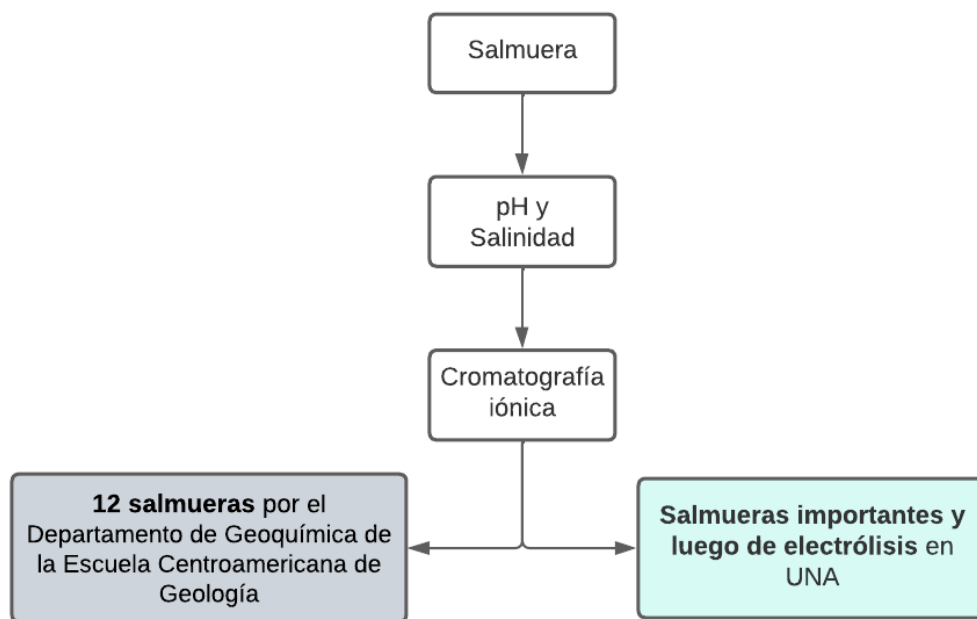 Salmuera
pH y
Salinidad
Cromatografía
iónica
12 salmueras por el
Departamento de Geoquímica de
la Escuela Centroamericana de
Geología
Salmueras importantes y
luego de electrólisis en
UNA